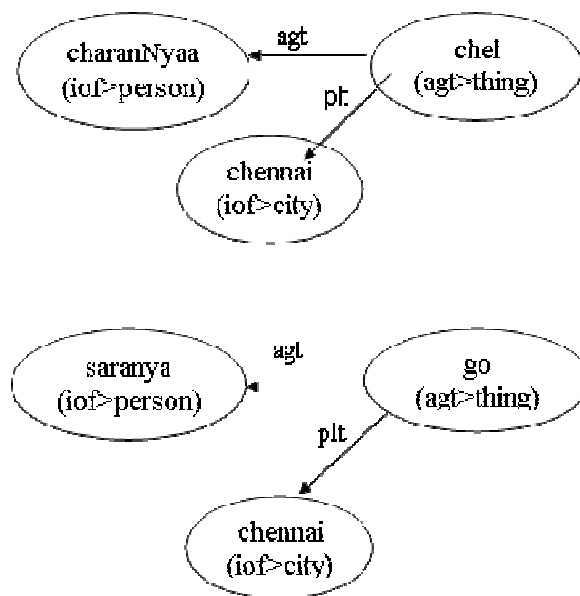 agt
charanNyaa
(iof>person)
chel
(agt>thing)
plt
chennai
(iof>city)
agt
saranya
(iof>person)
go
(agt>thing)
plt
chennai
(iof>city)